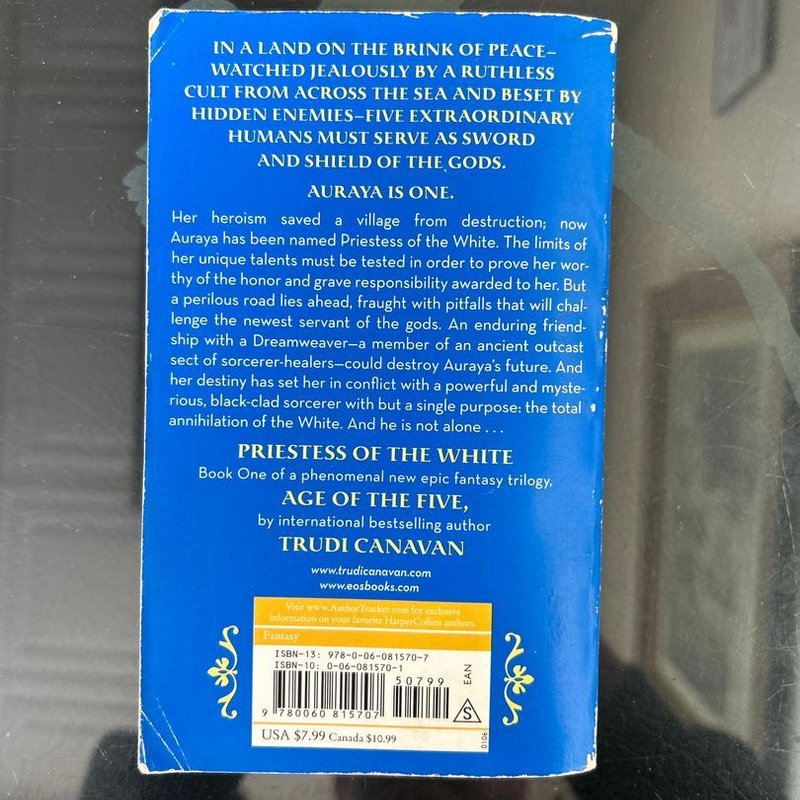 IN A LAND ON THE BRINK OF PEACE–
WATCHED JEALOUSLY BY A RUTHLESS
CULT FROM ACROSS THE SEA AND BESET BY
HIDDEN ENEMIES–FIVE EXTRAORDINARY
HUMANS MUST SERVE AS SWORD
AND SHIELD OF THE GODS.
AURAYA IS ONE.
Her heroism saved a village from destruction; now
Auraya has been named Priestess of the White. The limits of
her unique talents must be tested in order to prove her wor-
thy of the honor and grave responsibility awarded to her. But
a perilous road lies ahead, fraught with pitfalls that will chal-
lenge the newest servant of the gods. An enduring friend-
ship with a Dreamweaver—a member of an ancient outcast
sect of sorcerer-healers—could destroy Auraya's future. And
her destiny has set her in conflict with a powerful and myste-
rious, black-clad sorcerer with but a single purpose: the total
annihilation of the White. And he is not alone . . .
PRIESTESS OF THE WHITE
Book One of a phenomenal new epic fantasy trilogy,
AGE OF THE FIVE,
by international bestselling author
TRUDI CANAVAN
www.trudicanavan.com
www.eosbooks.com
Visit www.AuthorTracker.com for exclusive
information on your favorite HarperCollins authors.
Fantasy
ISBN-13: 978-0-06-081570-7
ISBN-10: 0-06-081570-1
50799
EAN
S
9 780060 815707
USA $7.99 Canada $10.99
0106